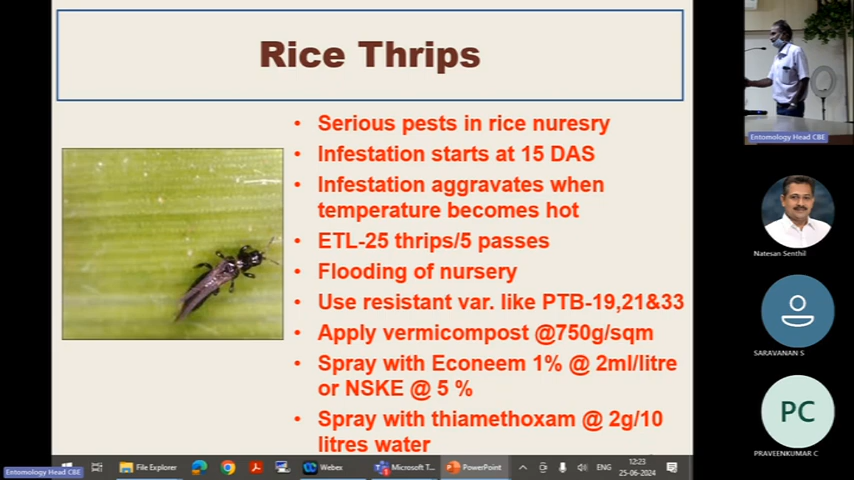 Rice Thrips
• Serious pests in rice nuresry
• Infestation starts at 15 DAS
• Infestation aggravates when
temperature becomes hot
• ETL-25 thrips/5 passes
• Flooding of nursery
• Use resistant var. like PTB-19,21&33
• Apply vermicompost @750g/sqm
• Spray with Econeem 1% @ 2ml/litre
or NSKE @ 5 %
• Spray with thiamethoxam @ 2g/10
litres water
Entomology Head CBE
Natesan Senthil
SARAVANAN S
PC
PRAVEENKUMAR C
Entomology Head CBE
File Explorer
Webex
Microsoft T...
PowerPoint
ENG
12:23
25-06-2024